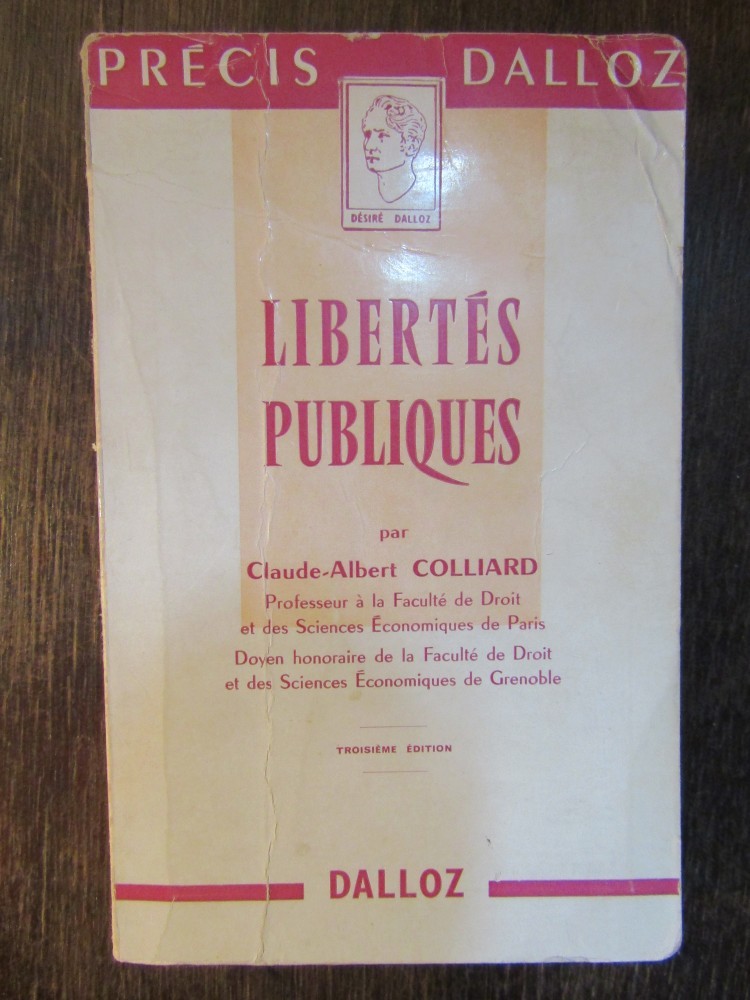 PRÉCIS DALLOZ
DÉSIRÉ DALLOZ
LIBERTÉS
PUBLIQUES
par
Claude-Albert COLLIARD
Professeur à la Faculté de Droit
et des Sciences Économiques de Paris
Doyen honoraire de la Faculté de Droit
et des Sciences Économiques de Grenoble
TROISIÈME ÉDITION
DALLOZ